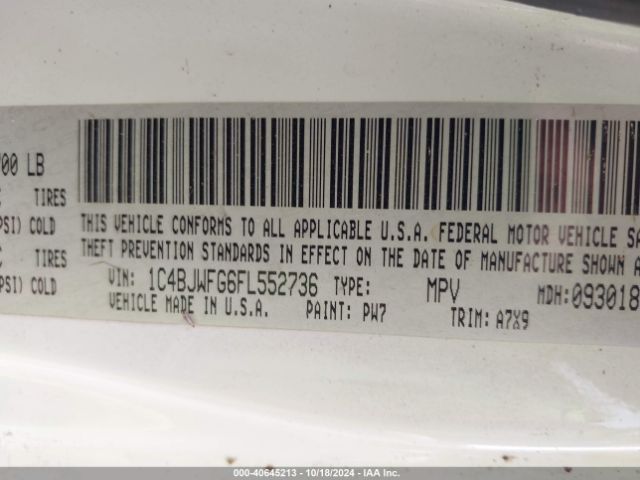 00 LB
TIRES
PSI) COLD
TIRES
PSI) COLD
THIS VEHICLE CONFORMS TO ALL APPLICABLE U.S.A. FEDERAL MOTOR VEHICLE SA
THEFT PREVENTION STANDARDS IN EFFECT ON THE DATE OF MANUFACTURE SHOWN A
VIN: 1C4BJWFG6FL552736 TYPE: MPV MDH:093018
VEHICLE MADE IN U.S.A. PAINT: PW7 TRIM: A7X9
000-40645213 - 10/18/2024 - IAA Inc.